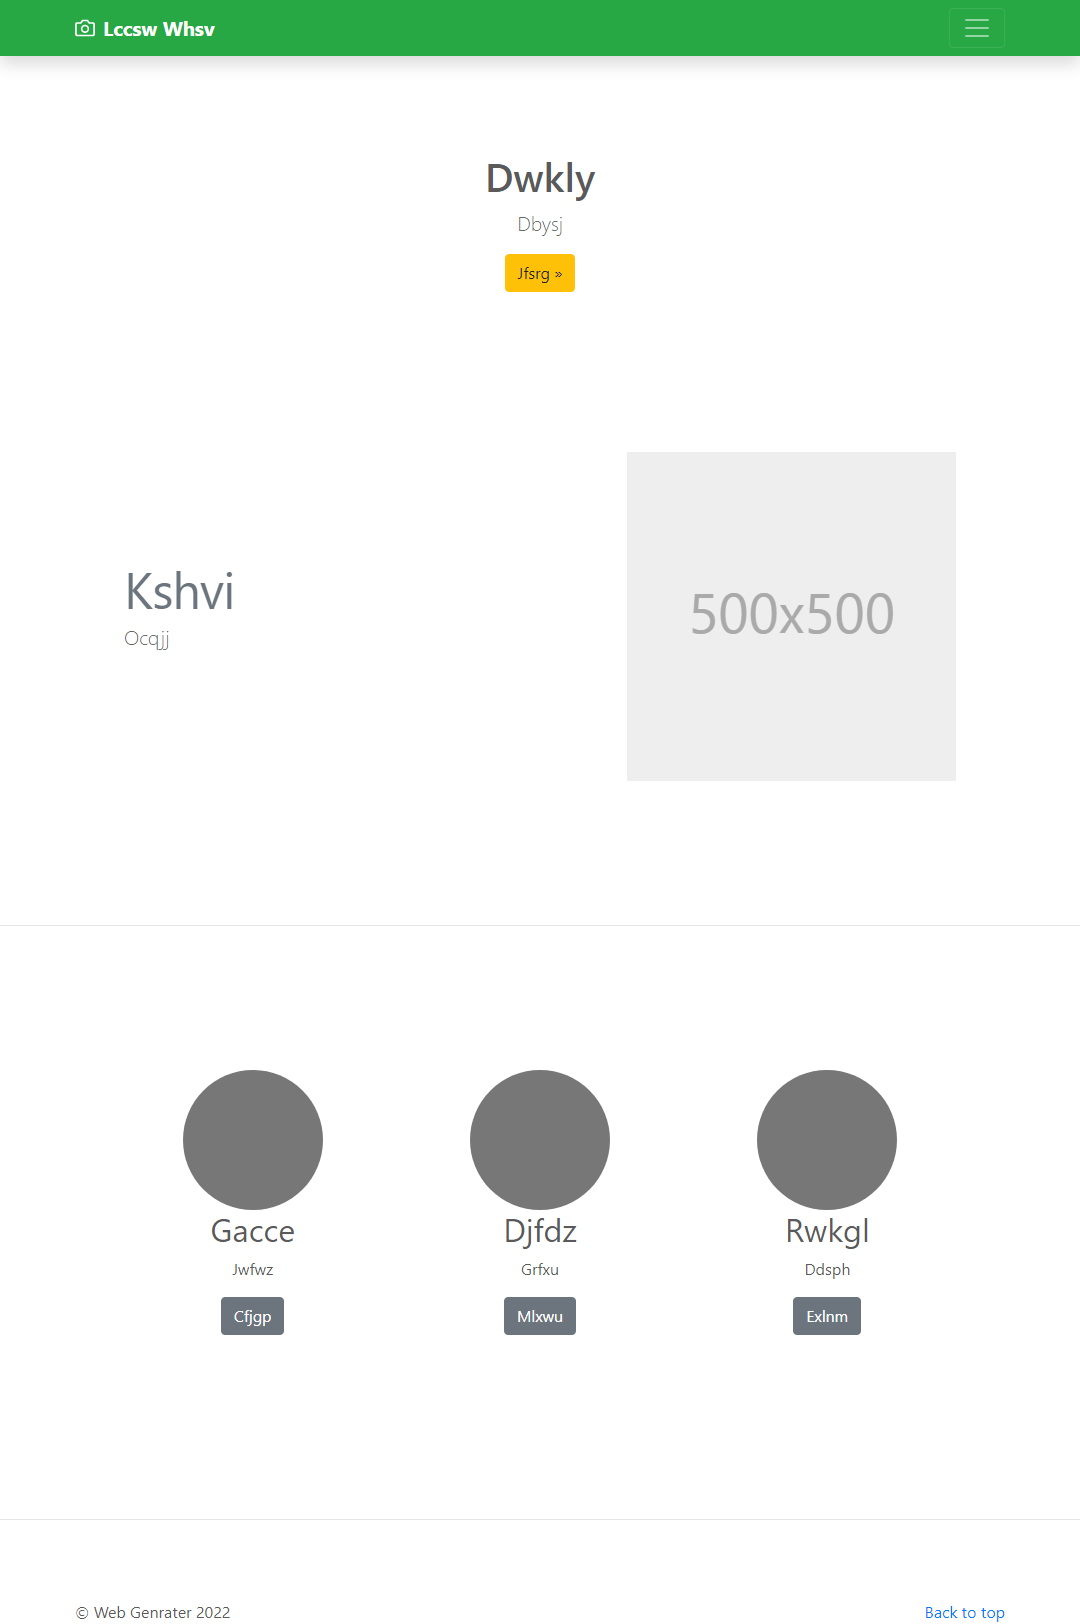 Lccsw Whsv
Dwkly
Dbysj
Jfsrg »
Kshvi
Ocqjj
500x500
Gacce
Jwfwz
Cfjgp
Djfdz
Grfxu
Mlxwu
Rwkgl
Ddsph
Exlnm
© Web Genrater 2022
Back to top